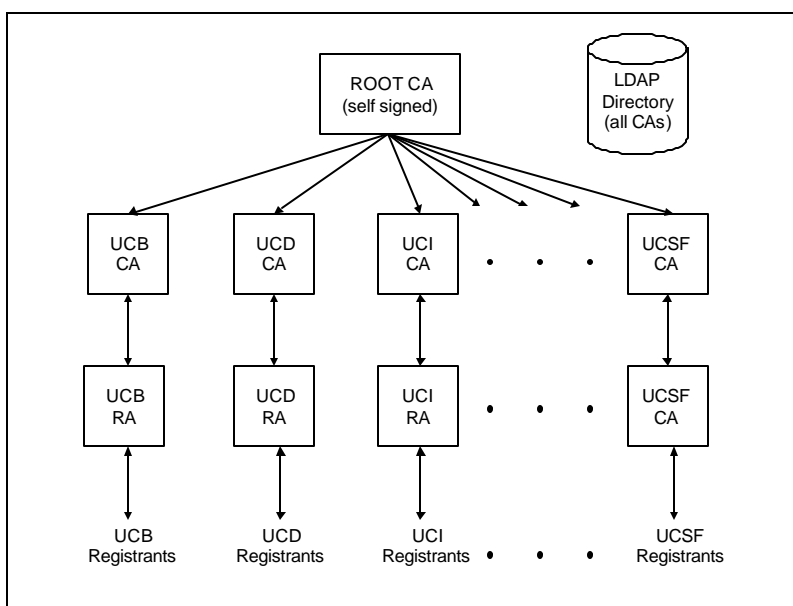 ROOT CA
(self signed)
LDAP
Directory
(all CAs)
UCB
CA
UCD
CA
UCI
CA
UCSF
CA
UCB
RA
UCD
RA
UCI
RA
UCSF
CA
UCB
Registrants
UCD
Registrants
UCI
Registrants
UCSF
Registrants